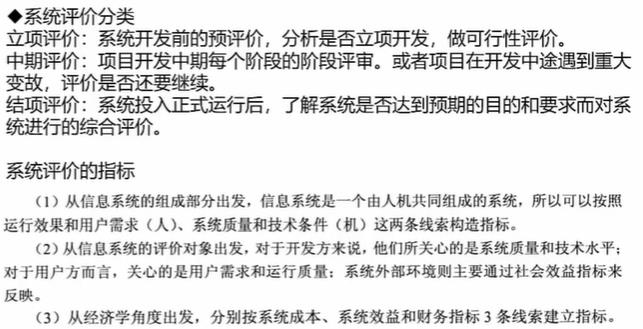 ◆系统评价分类
立项评价：系统开发前的预评价，分析是否立项开发，做可行性评价。
中期评价：项目开发中期每个阶段的阶段评审。或者项目在开发中途遇到重大
变故，评价是否还要继续。
结项评价：系统投入正式运行后，了解系统是否达到预期的目的和要求而对系
统进行的综合评价。
系统评价的指标
（1）从信息系统的组成部分出发，信息系统是一个由人机共同组成的系统，所以可以按照
运行效果和用户需求（人）、系统质量和技术条件（机）这两条线索构造指标。
（2）从信息系统的评价对象出发，对于开发方来说，他们所关心的是系统质量和技术水平；
对于用户方而言，关心的是用户需求和运行质量；系统外部环境则主要通过社会效益指标来
反映。
（3）从经济学角度出发，分别按系统成本、系统效益和财务指标 3 条线索建立指标。